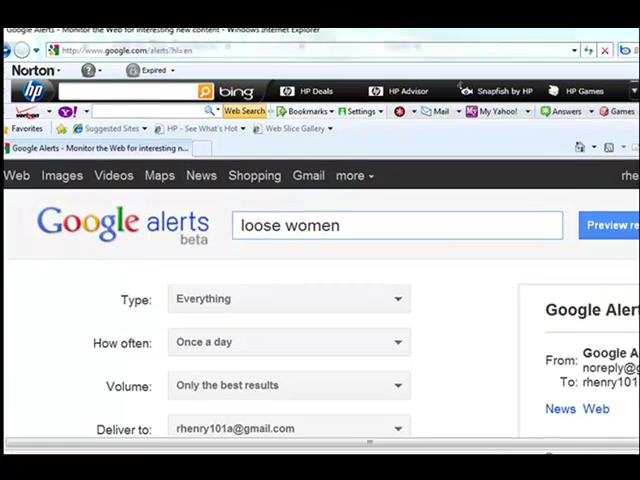 Google Alerts - Monitor the Web for interesting new content - Windows Internet Explorer
http://www.google.com/alerts?hl=en
Norton ? Expired
hp bing HP Deals HP Advisor Snapfish by HP HP Games
verizon Y! Web Search Bookmarks Settings Mail My Yahoo! Answers Games
Favorites Suggested Sites HP - See What's Hot Web Slice Gallery
Google Alerts - Monitor the Web for interesting n...
Web Images Videos Maps News Shopping Gmail more rhe
Google alerts beta loose women Preview re
Type: Everything
How often: Once a day
Volume: Only the best results
Deliver to: rhenry101a@gmail.com
Google Alert
From: Google A
noreply@g
To: rhenry101
News Web